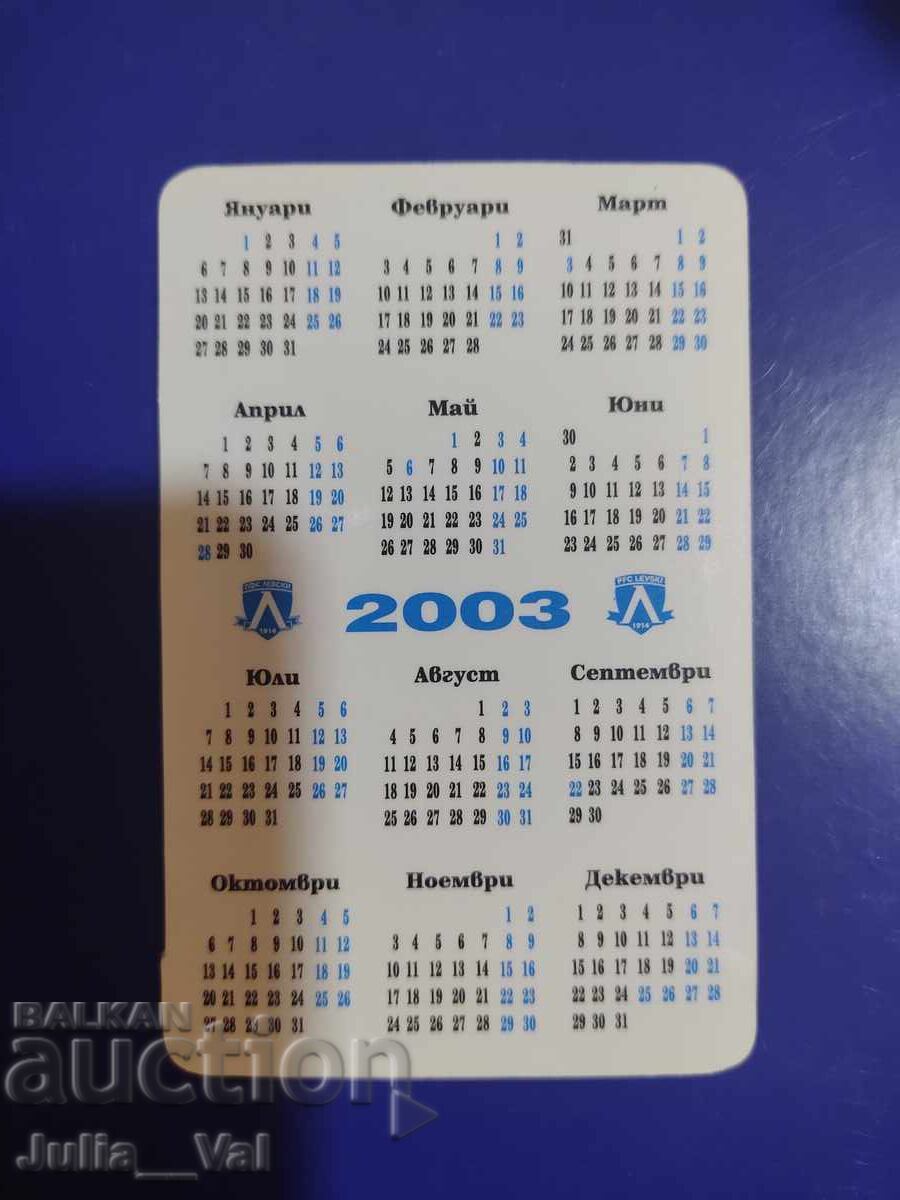 Януари Февруари Март
1 2 3 4 5
6 7 8 9 10 11 12
13 14 15 16 17 18 19
20 21 22 23 24 25 26
27 28 29 30 31
1 2
3 4 5 6 7 8 9
10 11 12 13 14 15 16
17 18 19 20 21 22 23
24 25 26 27 28
31 1 2
3 4 5 6 7 8 9
10 11 12 13 14 15 16
17 18 19 20 21 22 23
24 25 26 27 28 29 30
Април Май Юни
1 2 3 4 5 6
7 8 9 10 11 12 13
14 15 16 17 18 19 20
21 22 23 24 25 26 27
28 29 30
1 2 3 4
5 6 7 8 9 10 11
12 13 14 15 16 17 18
19 20 21 22 23 24 25
26 27 28 29 30 31
30 1
2 3 4 5 6 7 8
9 10 11 12 13 14 15
16 17 18 19 20 21 22
23 24 25 26 27 28 29
ПФК ЛЕВСКИ
1914
2003
PFC LEVSKI
1914
Юли Август Септември
1 2 3 4 5 6
7 8 9 10 11 12 13
14 15 16 17 18 19 20
21 22 23 24 25 26 27
28 29 30 31
1 2 3
4 5 6 7 8 9 10
11 12 13 14 15 16 17
18 19 20 21 22 23 24
25 26 27 28 29 30 31
1 2 3 4 5 6 7
8 9 10 11 12 13 14
15 16 17 18 19 20 21
22 23 24 25 26 27 28
29 30
Октомври Ноември Декември
1 2 3 4 5
6 7 8 9 10 11 12
13 14 15 16 17 18 19
20 21 22 23 24 25 26
27 28 29 30 31
1 2
3 4 5 6 7 8 9
10 11 12 13 14 15 16
17 18 19 20 21 22 23
24 25 26 27 28 29 30
1 2 3 4 5 6 7
8 9 10 11 12 13 14
15 16 17 18 19 20 21
22 23 24 25 26 27 28
29 30 31
BALKAN
auction
Julia__Val